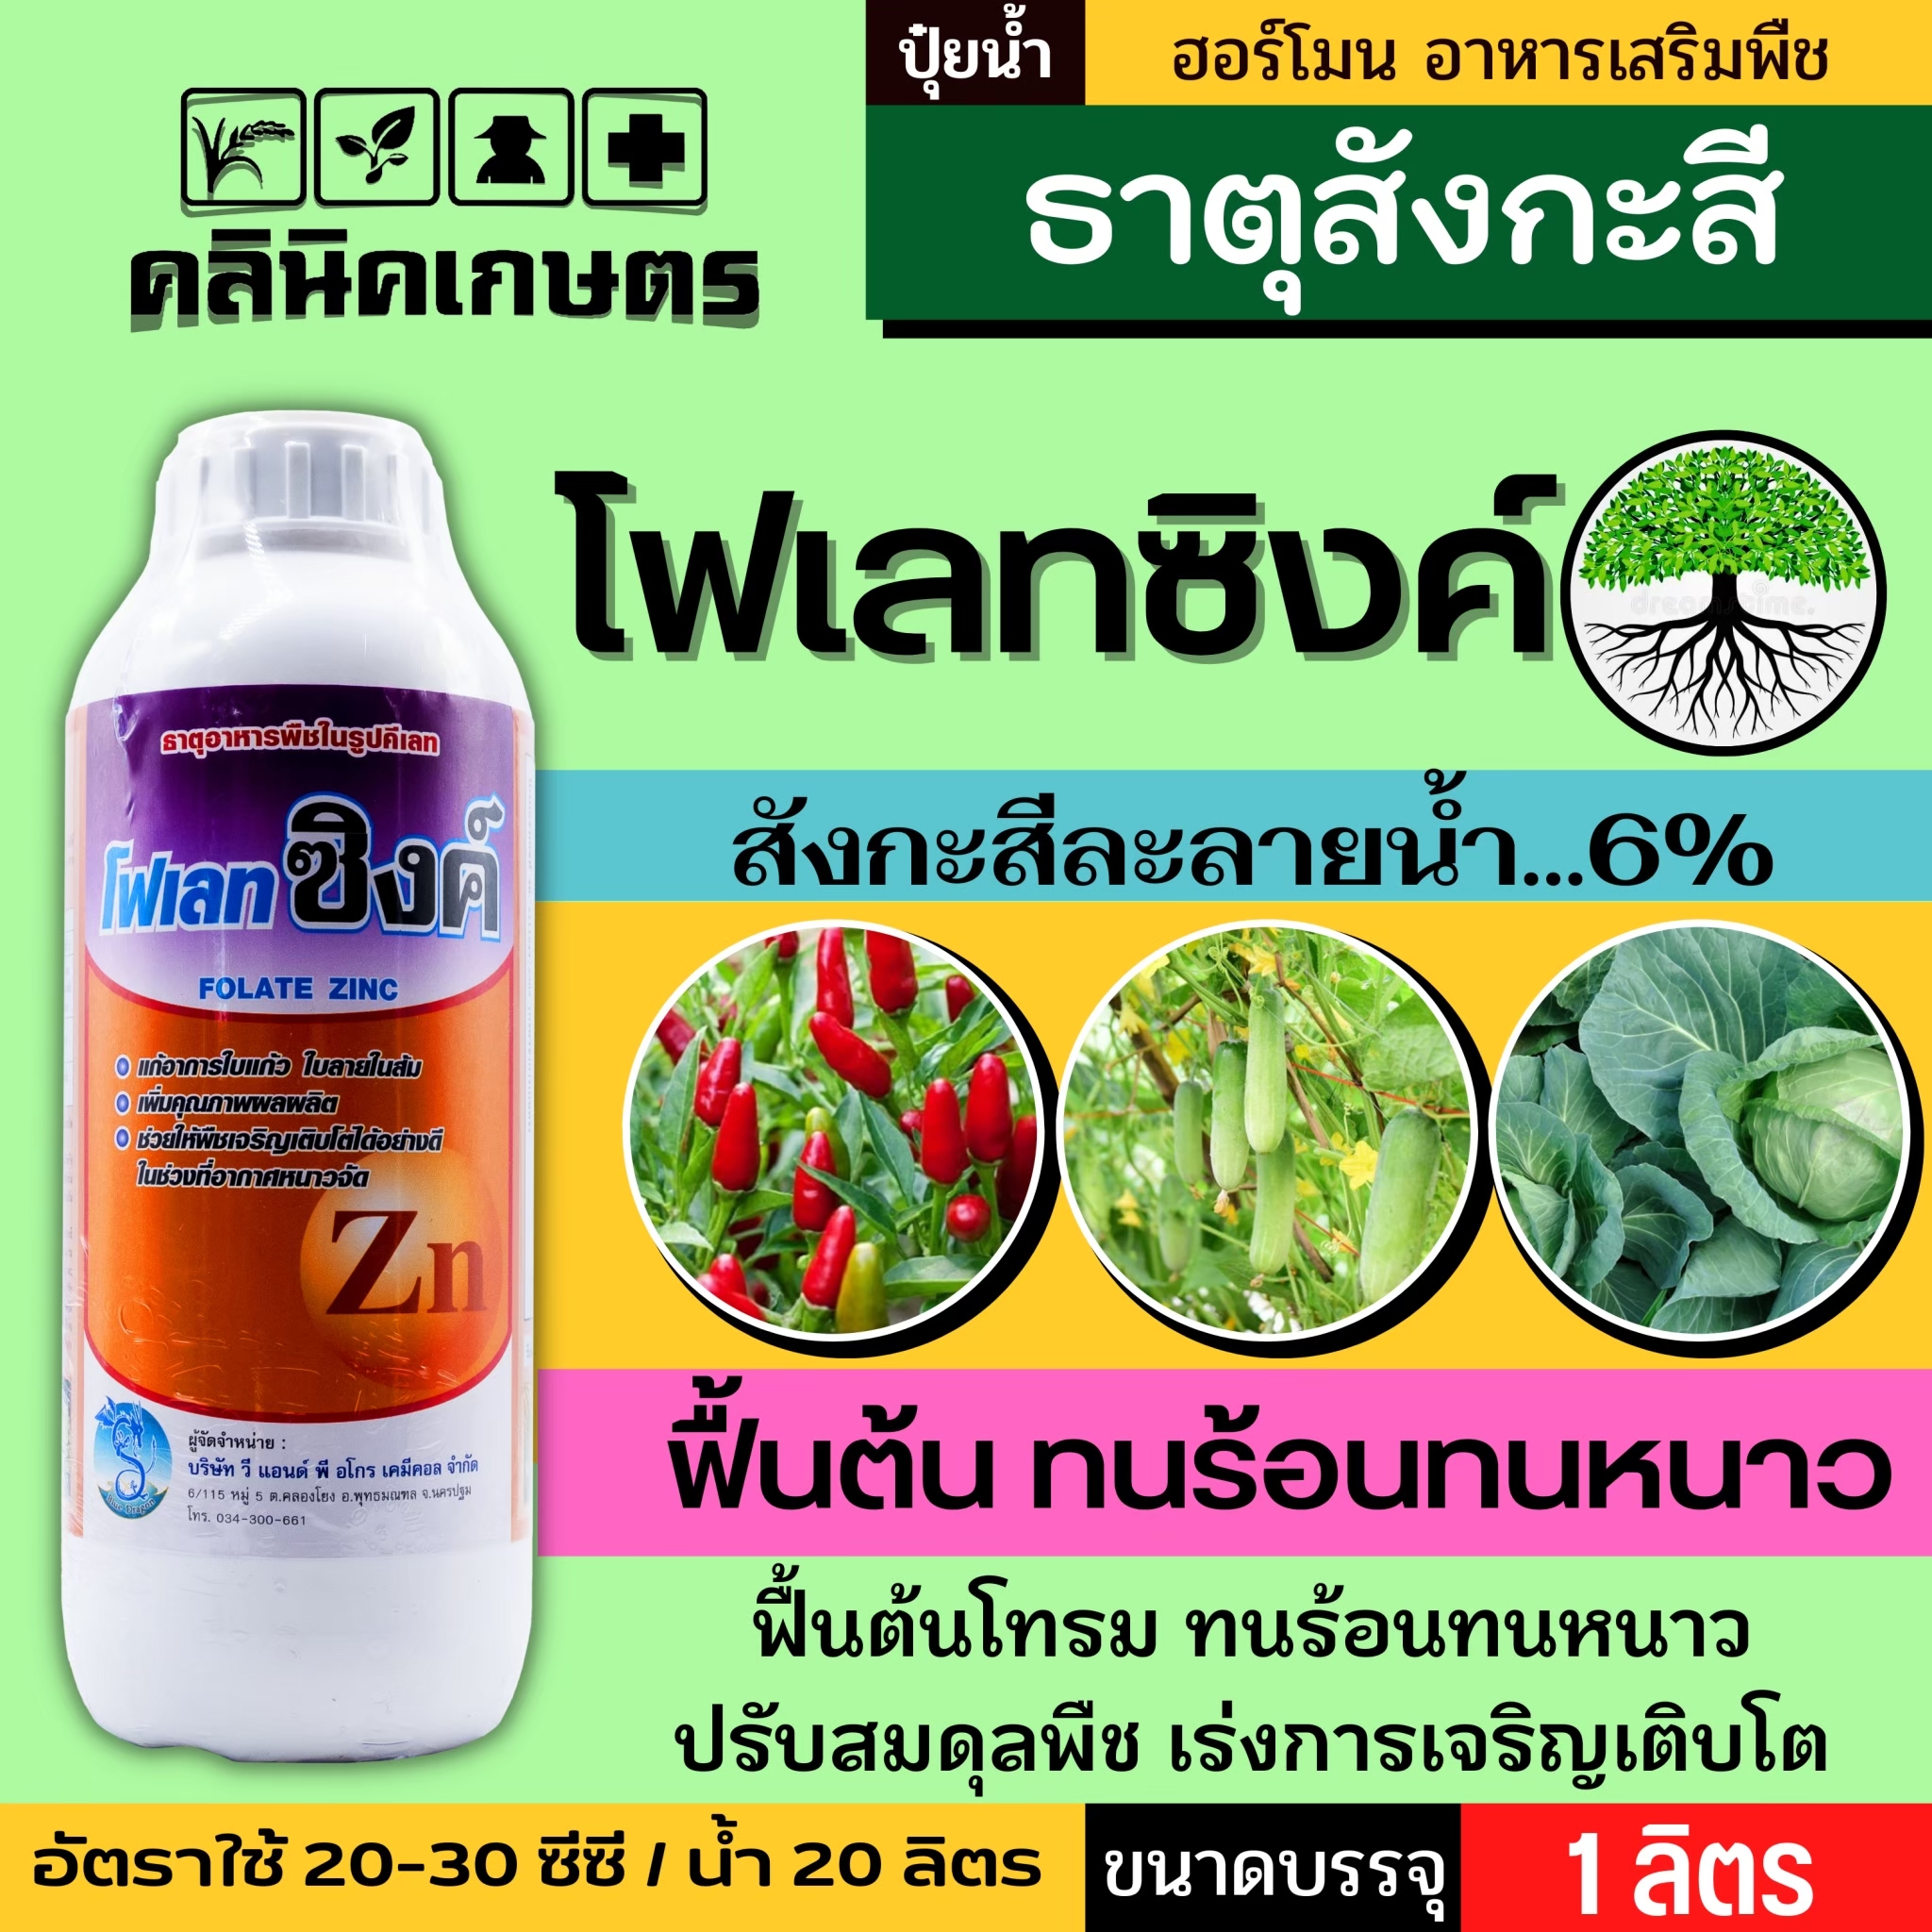 ปุ๋ยน้ำ
ฮอร์โมน อาหารเสริมพืช
ธาตุสังกะสี
คลินิคเกษตร
โฟเลทซิงค์
dreamstime.
สังกะสีละลายน้ำ...6%
ธาตุอาหารพืชในรูปคีเลท
โฟเลท ซิงค์
FOLATE ZINC
แก้อาการใบแก้ว ใบลายในส้ม
เพิ่มคุณภาพผลผลิต
ช่วยให้พืชเจริญเติบโตได้อย่างดี
ในช่วงที่อากาศหนาวจัด
Zn
Blue Dragon
ผู้จัดจำหน่าย :
บริษัท วี แอนด์ พี อโกร เคมีคอล จำกัด
6/115 หมู่ 5 ต.คลองโยง อ.พุทธมณฑล จ.นครปฐม
โทร. 034-300-661
ฟื้นต้น ทนร้อนทนหนาว
ฟื้นต้นโทรม ทนร้อนทนหนาว
ปรับสมดุลพืช เร่งการเจริญเติบโต
อัตราใช้ 20-30 ซีซี / น้ำ 20 ลิตร
ขนาดบรรจุ
1 ลิตร